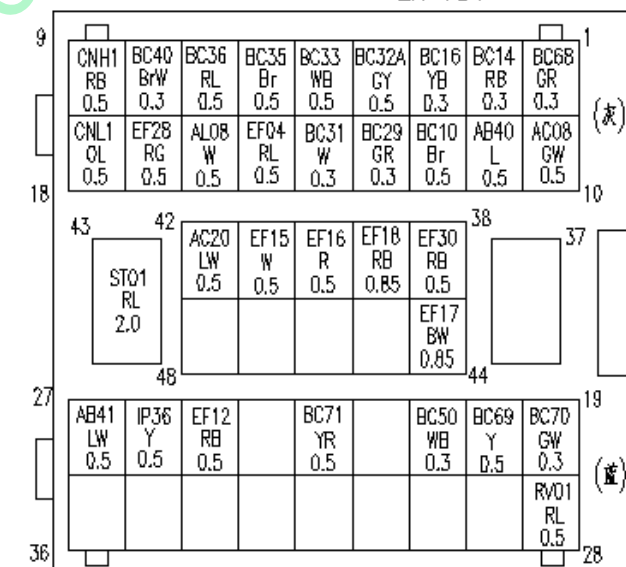 9 1
CNH1 BC40 BC36 BC35 BC33 BC32A BC16 BC14 BC68
RB BrW RL Br WB GY YB RB GR
0.5 0.3 0.5 0.5 0.5 0.5 0.3 0.3 0.3
CNL1 EF28 AL08 EF04 BC31 BC29 BC10 AB40 AC08
OL RG W RL W GR Br L GW
0.5 0.5 0.5 0.5 0.3 0.3 0.5 0.5 0.5
18 10
43 42 38 37
AC20 EF15 EF16 EF18 EF30
LW W R RB RB
0.5 0.5 0.5 0.85 0.5
ST01
RL
2.0
EF17
BW
0.85
48 44
27 19
AB41 IP36 EF12 BC71 BC50 BC69 BC70
LW Y RB YR WB Y GW
0.5 0.5 0.5 0.5 0.3 0.5 0.3
RV01
RL
0.5
36 28